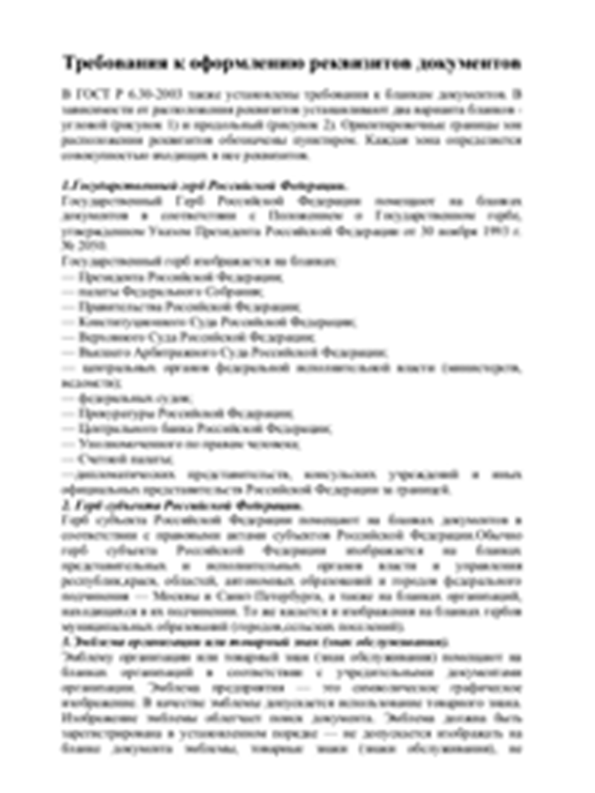 Требования к оформлению реквизитов документов
В ГОСТ Р 6.30-2003 также установлены требования к бланкам документов. В
зависимости от расположения реквизитов устанавливают два варианта бланков -
угловой (рисунок 1) и продольный (рисунок 2). Ориентировочные границы зон
расположения реквизитов обозначены пунктиром. Каждая зона определяется
совокупностью входящих в нее реквизитов.
1.Государственный герб Российской Федерации.
Государственный Герб Российской Федерации помещают на бланках
документов в соответствии с Положением о Государственном гербе,
утвержденным Указом Президента Российской Федерации от 30 ноября 1993 г.
№ 2050.
Государственный герб изображается на бланках:
— Президента Российской Федерации;
— палаты Федерального Собрания;
— Правительства Российской Федерации;
— Конституционного Суда Российской Федерации;
— Верховного Суда Российской Федерации;
— Высшего Арбитражного Суда Российской Федерации;
— центральных органов федеральной исполнительной власти (министерств,
ведомств);
— федеральных судов;
— Прокуратуры Российской Федерации;
— Центрального банка Российской Федерации;
— Уполномоченного по правам человека;
— Счетной палаты;
—дипломатических представительств, консульских учреждений и иных
официальных представительств Российской Федерации за границей.
2. Герб субъекта Российской Федерации.
Герб субъекта Российской Федерации помещают на бланках документов в
соответствии с правовыми актами субъектов Российской Федерации.Обычно
герб субъекта Российской Федерации изображается на бланках
представительных и исполнительных органов власти и управления
республик,краев, областей, автономных образований и городов федерального
подчинения — Москвы и Санкт-Петербурга, а также на бланках организаций,
находящихся в их подчинении. То же касается и изображения на бланках гербов
муниципальных образований (городов,сельских поселений).
3.Эмблема организации или товарный знак (знак обслуживания).
Эмблему организации или товарный знак (знак обслуживания) помещают на
бланках организаций в соответствии с учредительными документами
организации. Эмблема предприятия — это символическое графическое
изображение. В качестве эмблемы допускается использование товарного знака.
Изображение эмблемы облегчает поиск документа. Эмблема должна быть
зарегистрирована в установленном порядке — не допускается изображать на
бланке документа эмблемы, товарные знаки (знаки обслуживания), не